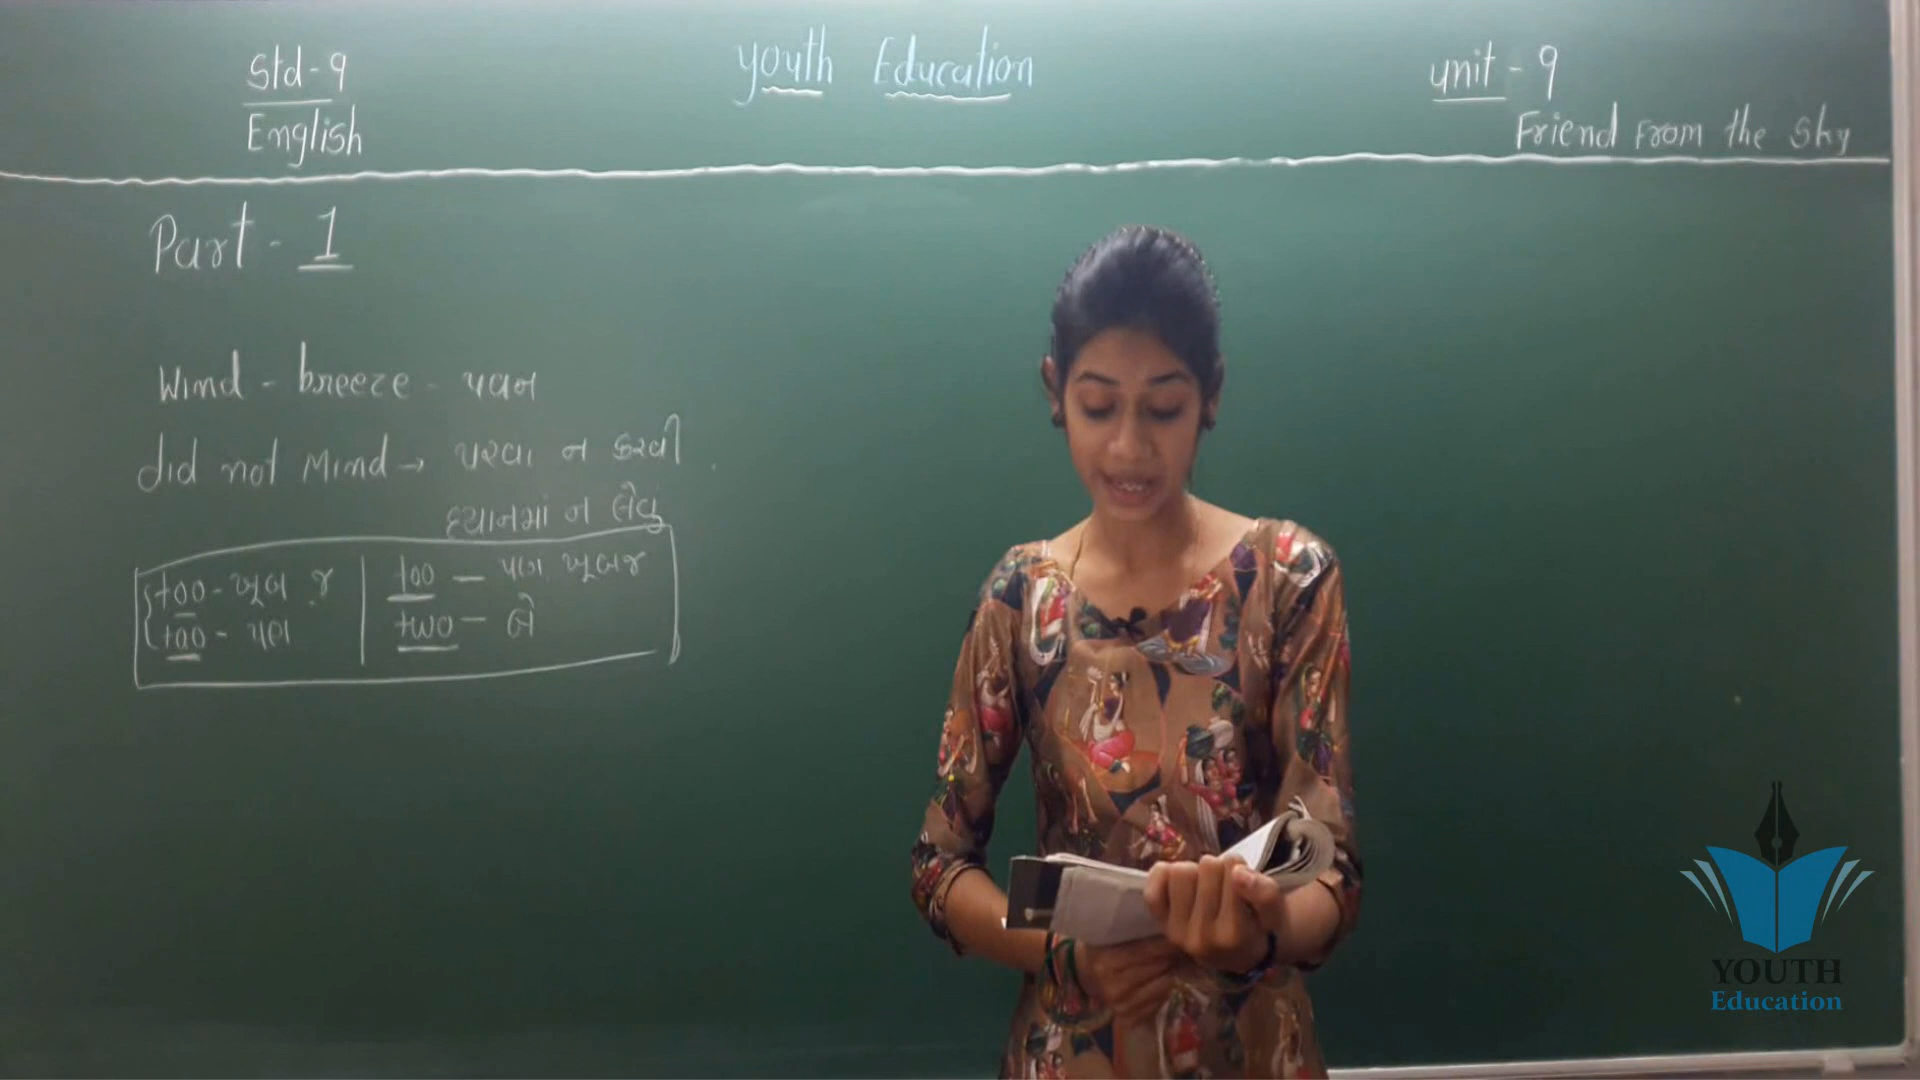 Std-9
English
Youth Education
unit - 9
Friend From the Sky
Part - 1
Wind - breeze - પવન
did not Mind → પરવા ન કરવી
ધ્યાનમાં ન લેવું
too - ખૂબ જ
too - પણ
too - પણ, ખૂબજ
two - બે
YOUTH
Education